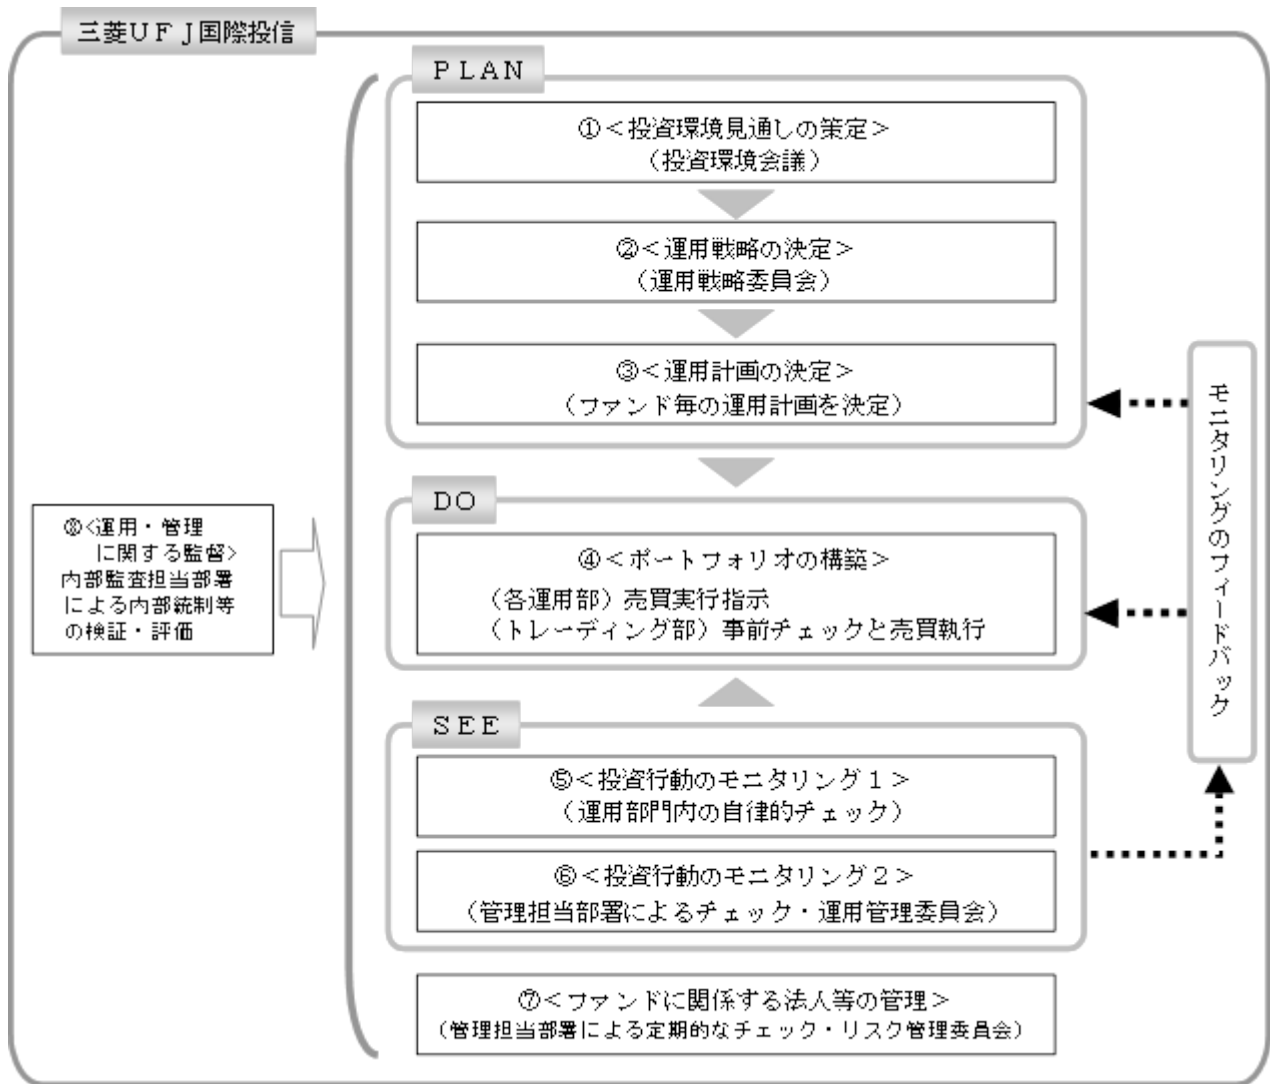 三菱ＵＦＪ国際投信
ＰＬＡＮ
①＜投資環境見通しの策定＞
（投資環境会議）
②＜運用戦略の決定＞
（運用戦略委員会）
③＜運用計画の決定＞
（ファンド毎の運用計画を決定）
ＤＯ
④＜ポートフォリオの構築＞
（各運用部）売買実行指示
（トレーディング部）事前チェックと売買執行
ＳＥＥ
⑤＜投資行動のモニタリング１＞
（運用部門内の自律的チェック）
⑥＜投資行動のモニタリング２＞
（管理担当部署によるチェック・運用管理委員会）
⑦＜ファンドに関係する法人等の管理＞
（管理担当部署による定期的なチェック・リスク管理委員会）
⑧<運用・管理
に関する監督>
内部監査担当部署
による内部統制等
の検証・評価
モニタリングのフィードバック